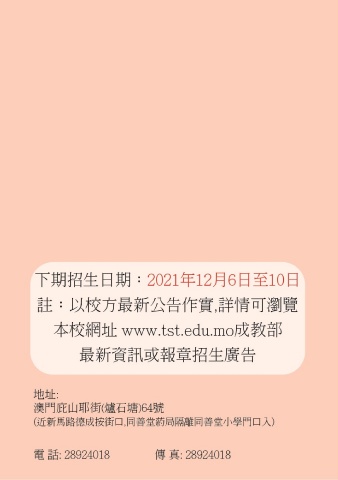 下期招生日期：2021年12月6日至10日
註：以校方最新公告作實,詳情可瀏覽
本校網址 www.tst.edu.mo成教部
最新資訊或報章招生廣告
地址:
澳門庇山耶街(爐石塘)64號
(近新馬路德成按街口,同善堂葯局隔離同善堂小學門口入)
電 話: 28924018 傳 真: 28924018